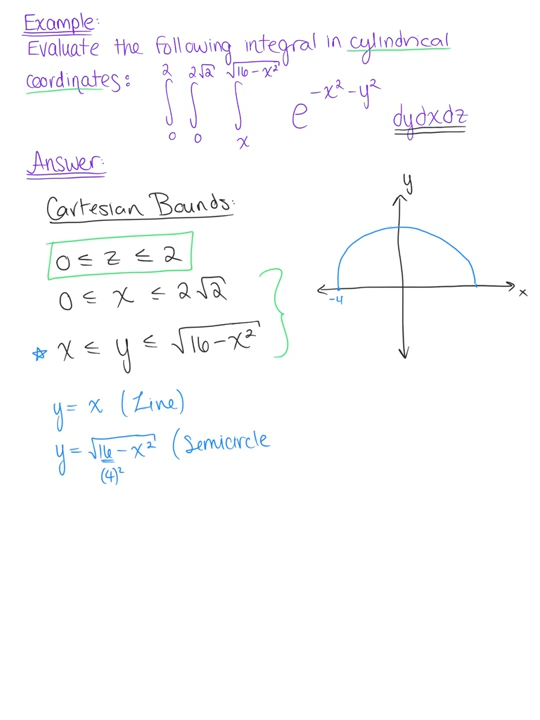 Example:
Evaluate the following integral in cylindrical
coordinates: ∫₀² ∫₀^{2√2} ∫ₓ^{√16-x²} e^{-x²-y²} dydxdz
Answer:
Cartesian Bounds:
0 ≤ z ≤ 2
0 ≤ x ≤ 2√2
☆ x ≤ y ≤ √16-x²
y = x (Line)
y = √16-x² (Semicircle
(4)²
y
-4
x